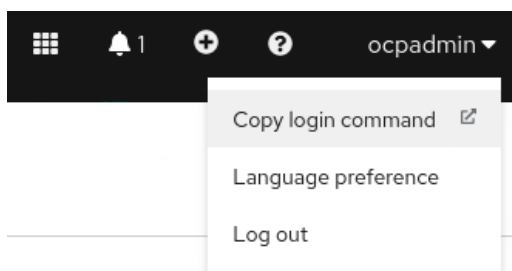 1
ocpadmin
Copy login command
Language preference
Log out